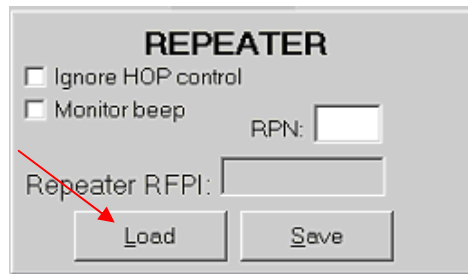 REPEATER
Ignore HOP control
Monitor beep
RPN:
Repeater RFPI:
Load Save